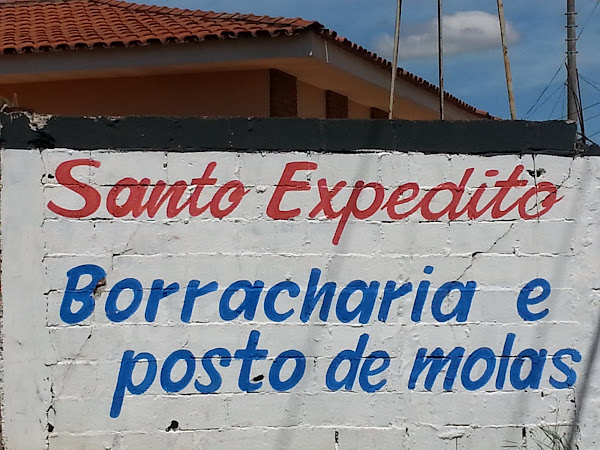 Santo Expedito
Borracharia e
posto de molas